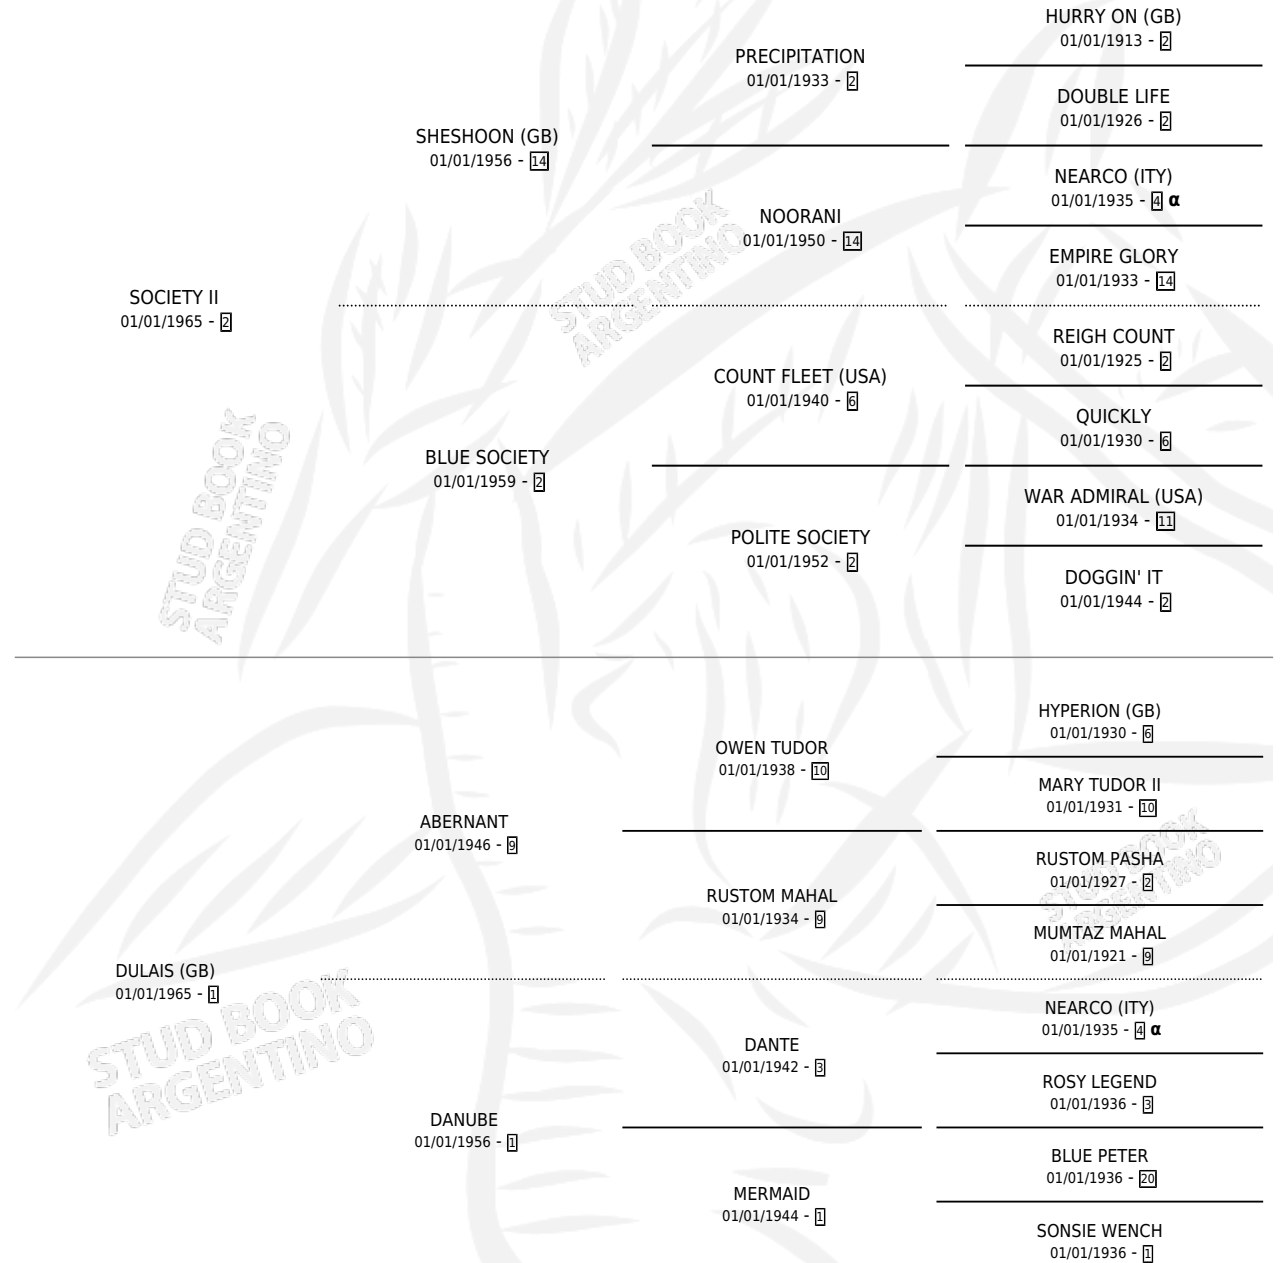 HURRY ON (GB)
01/01/1913 - 2
PRECIPITATION
01/01/1933 - 2
DOUBLE LIFE
01/01/1926 - 2
SHESHOON (GB)
01/01/1956 - 14
NEARCO (ITY)
01/01/1935 - 4 α
NOORANI
01/01/1950 - 14
EMPIRE GLORY
01/01/1933 - 14
STUD BOOK
ARGENTINO
SOCIETY II
01/01/1965 - 2
REIGH COUNT
01/01/1925 - 2
COUNT FLEET (USA)
01/01/1940 - 6
QUICKLY
01/01/1930 - 6
BLUE SOCIETY
01/01/1959 - 2
WAR ADMIRAL (USA)
01/01/1934 - 11
POLITE SOCIETY
01/01/1952 - 2
DOGGIN' IT
01/01/1944 - 2
STUD BOOK
ARGENTINO
HYPERION (GB)
01/01/1930 - 6
OWEN TUDOR
01/01/1938 - 10
MARY TUDOR II
01/01/1931 - 10
ABERNANT
01/01/1946 - 9
RUSTOM PASHA
01/01/1927 - 2
RUSTOM MAHAL
01/01/1934 - 9
MUMTAZ MAHAL
01/01/1921 - 9
STUD BOOK
ARGENTINO
DULAIS (GB)
01/01/1965 - 1
NEARCO (ITY)
01/01/1935 - 4 α
DANTE
01/01/1942 - 3
ROSY LEGEND
01/01/1936 - 3
STUD BOOK
ARGENTINO
DANUBE
01/01/1956 - 1
BLUE PETER
01/01/1936 - 20
MERMAID
01/01/1944 - 1
SONSIE WENCH
01/01/1936 - 1